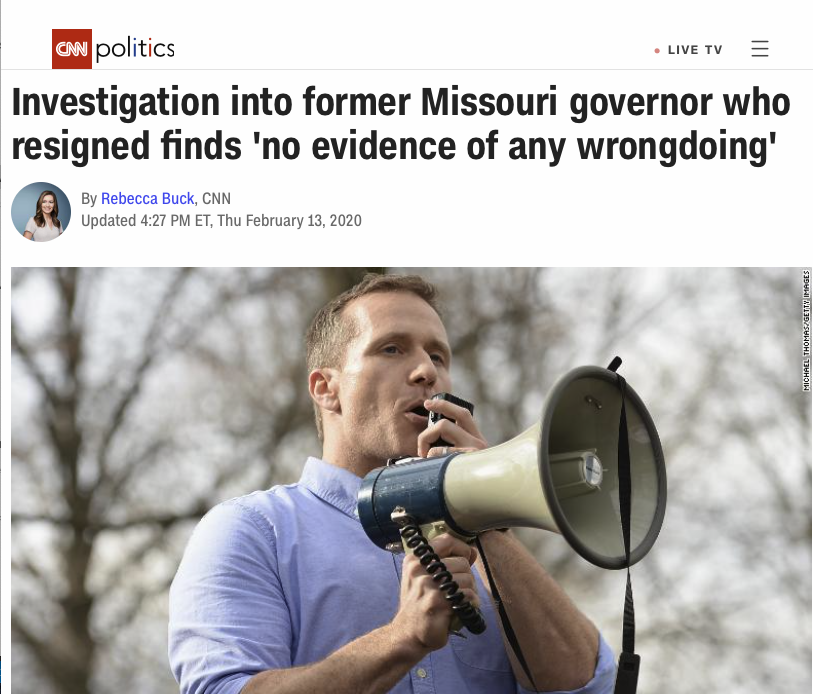 CNN politics
LIVE TV
Investigation into former Missouri governor who
resigned finds 'no evidence of any wrongdoing'
By Rebecca Buck, CNN
Updated 4:27 PM ET, Thu February 13, 2020
MICHAEL THOMAS/GETTY IMAGES